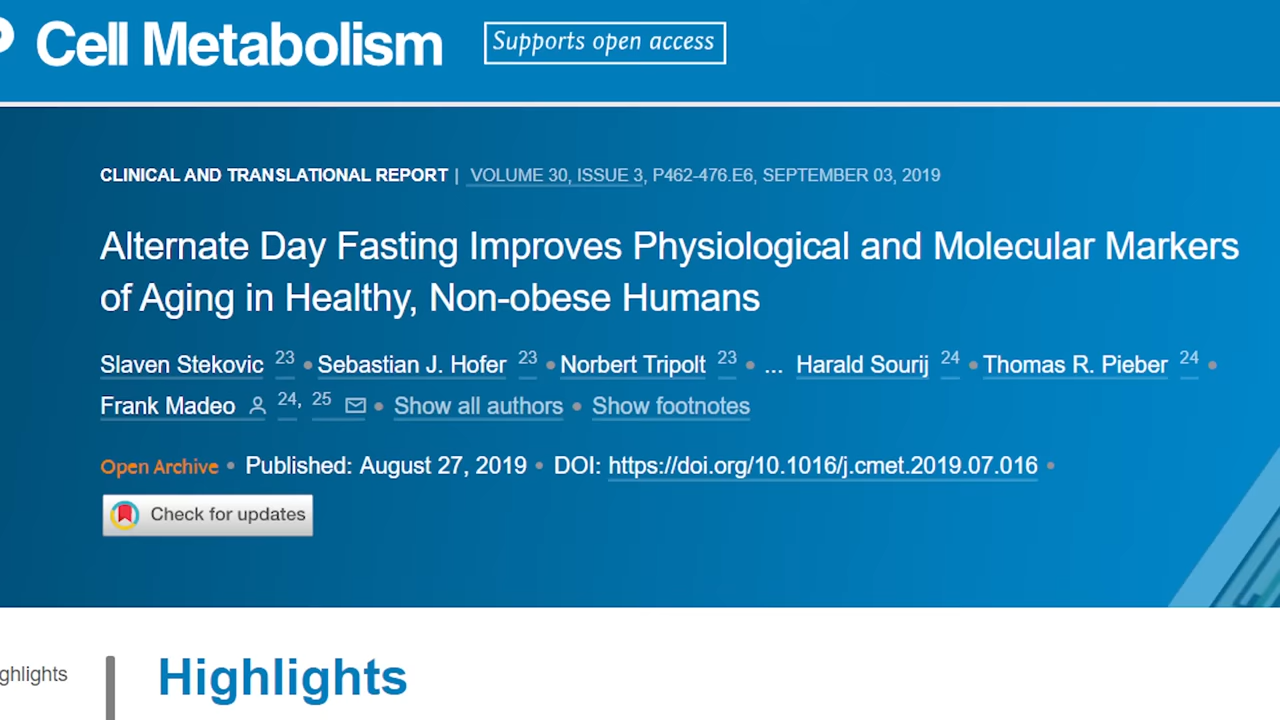 Cell Metabolism
Supports open access
CLINICAL AND TRANSLATIONAL REPORT | VOLUME 30, ISSUE 3, P462-476.E6, SEPTEMBER 03, 2019
Alternate Day Fasting Improves Physiological and Molecular Markers
of Aging in Healthy, Non-obese Humans
Slaven Stekovic 23 • Sebastian J. Hofer 23 • Norbert Tripolt 23 • ... Harald Sourij 24 • Thomas R. Pieber 24 •
Frank Madeo 24, 25 • Show all authors • Show footnotes
Open Archive • Published: August 27, 2019 • DOI: https://doi.org/10.1016/j.cmet.2019.07.016 •
Check for updates
ghlights
Highlights